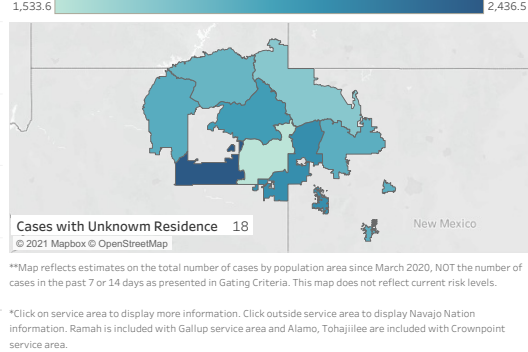 1,533.6 2,436.5
New Mexico
Cases with Unknowm Residence 18
© 2021 Mapbox © OpenStreetMap
**Map reflects estimates on the total number of cases by population area since March 2020, NOT the number of
cases in the past 7 or 14 days as presented in Gating Criteria. This map does not reflect current risk levels.
*Click on service area to display more information. Click outside service area to display Navajo Nation
information. Ramah is included with Gallup service area and Alamo, Tohajiilee are included with Crownpoint
service area.